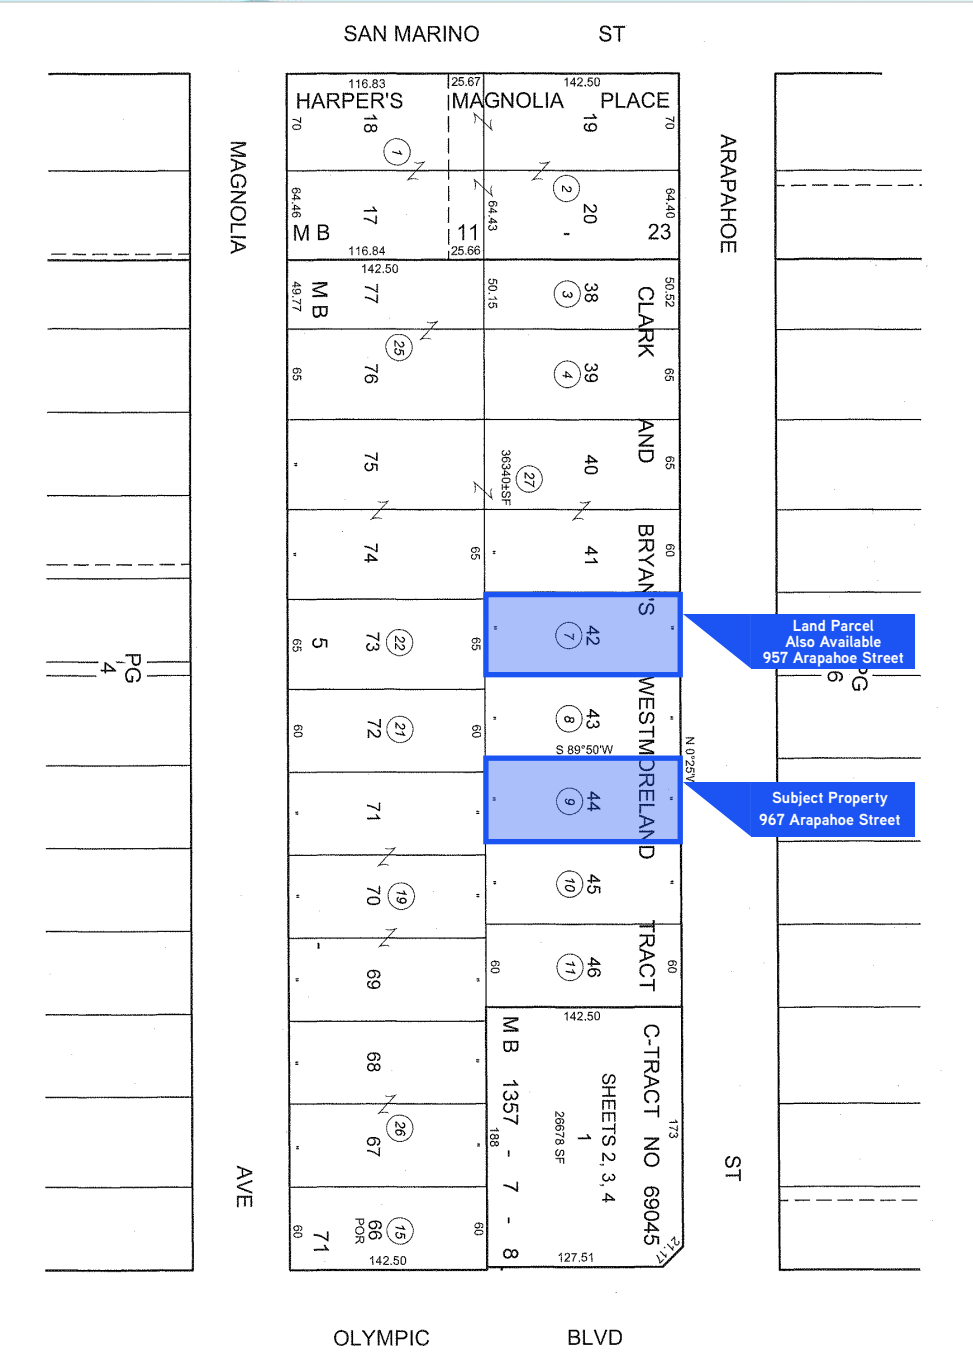 SAN MARINO ST
116.83 25.67 142.50
HARPER'S MAGNOLIA PLACE
70 18 19 70
1
MAGNOLIA
ARAPAHOE
2
64.46 17 64.43 20 64.40
M B 11 - 23
116.84 25.66
142.50
49.77 M B 77 50.15 3 38 50.52
CLARK
25
65 76 4 39 65
AND
" 75 36340±SF 27 40 65
" 74 65 " 41 60
BRYAN'S
65 5 73 22 65 " 7 42 "
Land Parcel
Also Available
957 Arapahoe Street
PG
4
PG
6
WESTMORELAND
60 72 21 60 " 8 43 "
S 89°50'W
N 0°25'W
" 71 " " 9 44 "
Subject Property
967 Arapahoe Street
" 70 19 " " 10 45 "
TRACT
-
" 69 " 60 11 46 60
142.50
" 68 "
M B 1357 - 7 - 8
C-TRACT NO 69045
SHEETS 2, 3, 4
1
26678 SF
188
173
" 67 26 "
AVE
ST
60 71 66 15 60
POR
21.17
142.50 127.51
OLYMPIC BLVD